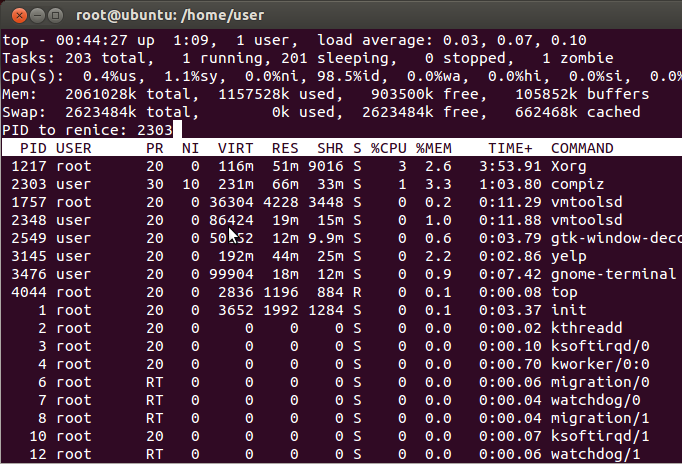 root@ubuntu: /home/user
top - 00:44:27 up  1:09,  1 user,  load average: 0.03, 0.07, 0.10
Tasks: 203 total,   1 running, 201 sleeping,   0 stopped,   1 zombie
Cpu(s):  0.4%us,  1.1%sy,  0.0%ni, 98.5%id,  0.0%wa,  0.0%hi,  0.0%si,  0.0%
Mem:   2061028k total,  1157528k used,   903500k free,   105852k buffers
Swap:  2623484k total,        0k used,  2623484k free,   662468k cached
PID to renice: 2303
PID USER      PR  NI  VIRT  RES  SHR S %CPU %MEM    TIME+  COMMAND
1217 root      20   0  116m  51m 9016 S    3  2.6   3:53.91 Xorg
2303 user      30  10  231m  66m  33m S    1  3.3   1:03.80 compiz
1757 root      20   0 36304 4228 3448 S    0  0.2   0:11.29 vmtoolsd
2348 user      20   0 86424  19m  15m S    0  1.0   0:11.88 vmtoolsd
2549 user      20   0  12m 9.9m S    0  0.6   0:03.79 gtk-window-deco
3145 user      20   0  192m  44m  25m S    0  2.2   0:02.86 yelp
3476 user      20   0 99904  18m  12m S    0  0.9   0:07.42 gnome-terminal
4044 root      20   0  2836 1196  884 R    0  0.1   0:00.08 top
1 root      20   0  3652 1992 1284 S    0  0.1   0:03.37 init
2 root      20   0     0    0    0 S    0  0.0   0:00.02 kthreadd
3 root      20   0     0    0    0 S    0  0.0   0:00.10 ksoftirqd/0
4 root      20   0     0    0    0 S    0  0.0   0:00.70 kworker/0:0
6 root      RT   0     0    0    0 S    0  0.0   0:00.06 migration/0
7 root      RT   0     0    0    0 S    0  0.0   0:00.04 watchdog/0
8 root      RT   0     0    0    0 S    0  0.0   0:00.04 migration/1
10 root      20   0     0    0    0 S    0  0.0   0:00.07 ksoftirqd/1
12 root      RT   0     0    0    0 S    0  0.0   0:00.06 watchdog/1